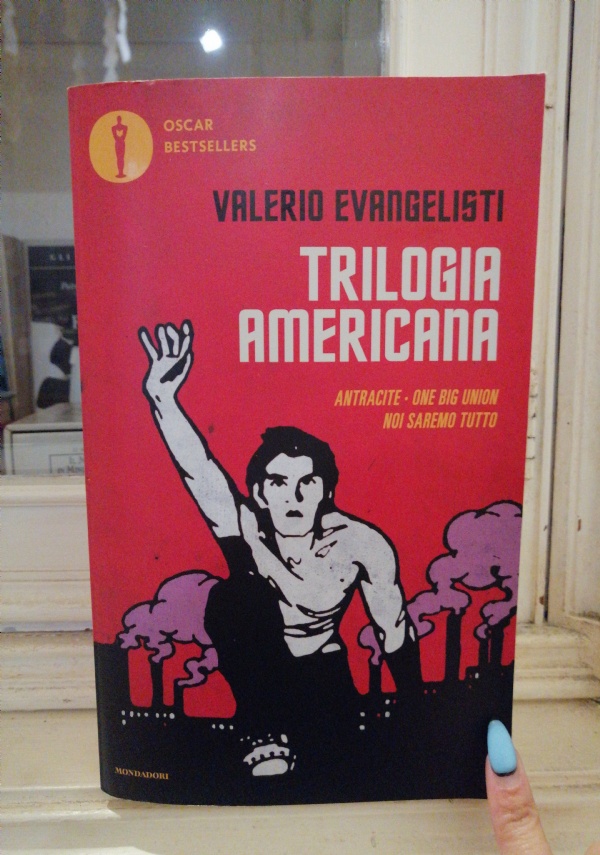 OSCAR
BESTSELLERS
VALERIO EVANGELISTI
TRILOGIA
AMERICANA
ANTRACITE • ONE BIG UNION
NOI SAREMO TUTTO
MONDADORI